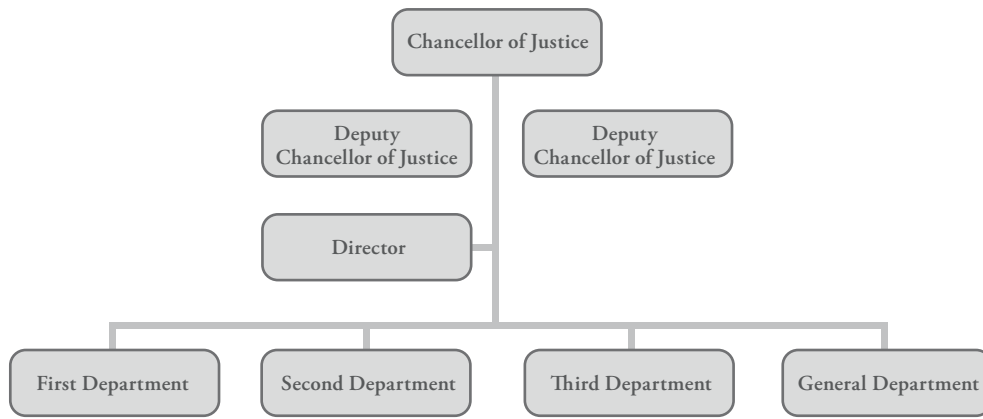 Chancellor of Justice
Deputy
Chancellor of Justice
Deputy
Chancellor of Justice
Director
First Department
Second Department
Third Department
General Department